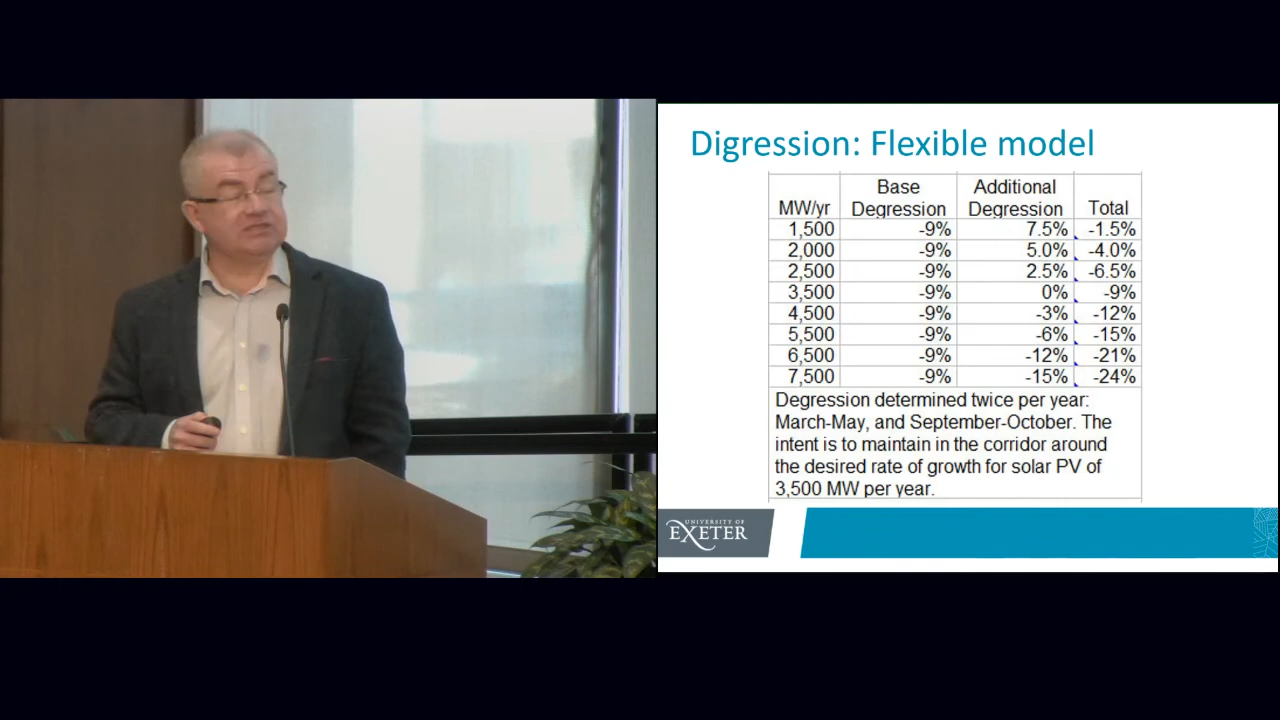 Digression: Flexible model
MW/yr Base Degression Additional Degression Total
1,500 -9% 7.5% -1.5%
2,000 -9% 5.0% -4.0%
2,500 -9% 2.5% -6.5%
3,500 -9% 0% -9%
4,500 -9% -3% -12%
5,500 -9% -6% -15%
6,500 -9% -12% -21%
7,500 -9% -15% -24%
Degression determined twice per year:
March-May, and September-October. The
intent is to maintain in the corridor around
the desired rate of growth for solar PV of
3,500 MW per year.
UNIVERSITY OF
EXETER